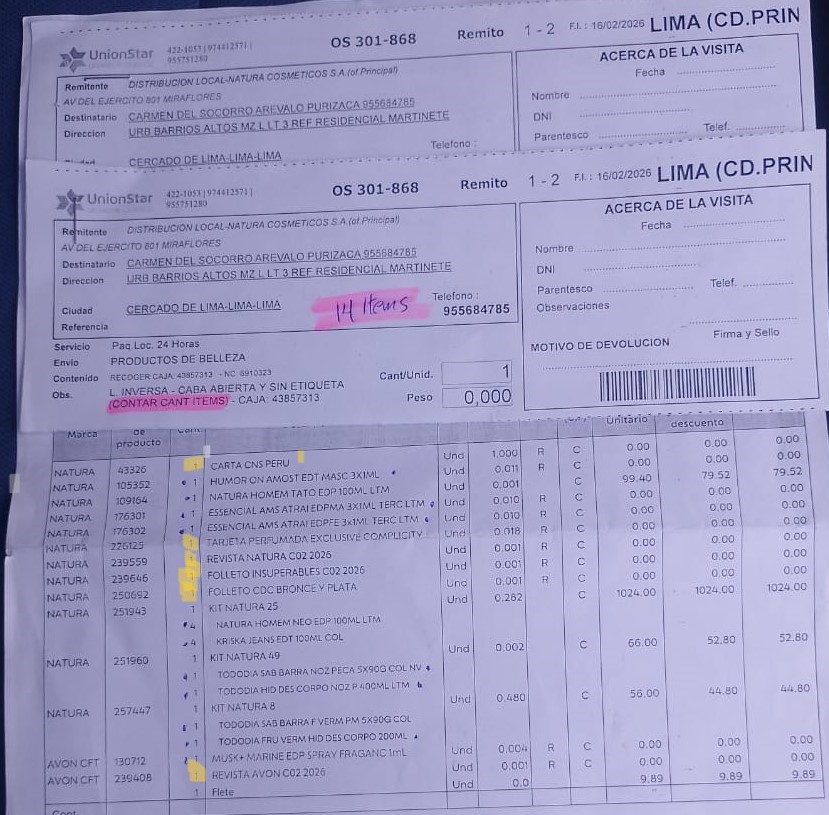 UnionStar 422-1053 | 974412571 | 955751280 OS 301-868 Remito 1 - 2 F.I. : 16/02/2026 LIMA (CD.PRIN
Remitente DISTRIBUCION LOCAL-NATURA COSMETICOS S.A (of Principal)
AV DEL EJERCITO 801 MIRAFLORES
Destinatario CARMEN DEL SOCORRO AREVALO PURIZACA 955684785
Direccion URB BARRIOS ALTOS MZ L LT 3 REF RESIDENCIAL MARTINETE
Telefono :
CERCADO DE LIMA-LIMA-LIMA
ACERCA DE LA VISITA
Fecha
Nombre
DNI
Parentesco Telef.
UnionStar 422-1053 | 974412571 | 955751280 OS 301-868 Remito 1 - 2 F.I. : 16/02/2026 LIMA (CD.PRIN
Remitente DISTRIBUCION LOCAL-NATURA COSMETICOS S.A (of Principal)
AV DEL EJERCITO 801 MIRAFLORES
Destinatario CARMEN DEL SOCORRO AREVALO PURIZACA 955684785
Direccion URB BARRIOS ALTOS MZ L LT 3 REF RESIDENCIAL MARTINETE
Ciudad CERCADO DE LIMA-LIMA-LIMA 14 Items Telefono :
Referencia 955684785
ACERCA DE LA VISITA
Fecha
Nombre
DNI
Parentesco Telef.
Observaciones
Servicio Paq.Loc. 24 Horas
Envio PRODUCTOS DE BELLEZA
Contenido RECOGER CAJA: 43857313 - NC: 6910323
Obs. L. INVERSA - CABA ABIERTA Y SIN ETIQUETA
(CONTAR CANT ITEMS) - CAJA: 43857313
Cant/Unid. 1
Peso 0,000
MOTIVO DE DEVOLUCION Firma y Sello
Marca de producto Cant. Unitario descuento
NATURA 43326 1 CARTA CNS PERU Und 1,000 R C 0.00 0.00 0.00
NATURA 105352 1 HUMOR ON AMOST EDT MASC 3X1ML Und 0.011 R C 0.00 0.00 0.00
NATURA 109164 1 NATURA HOMEM TATO EDP 100ML LTM Und 0.001 C 99.40 79.52 79.52
NATURA 176301 1 ESSENCIAL AMS ATRAI EDPMA 3X1ML TERC LTM Und 0.010 R C 0.00 0.00 0.00
NATURA 176302 1 ESSENCIAL AMS ATRAI EDPFE 3x1ML TERC LTM Und 0.010 R C 0.00 0.00 0.00
NATURA 226125 1 TARJETA PERFUMADA EXCLUSIVE COMPLICITY Und 0.018 R C 0.00 0.00 0.00
NATURA 239559 REVISTA NATURA C02 2026 Und 0.001 R C 0.00 0.00 0.00
NATURA 239646 FOLLETO INSUPERABLES C02 2026 Und 0.001 R C 0.00 0.00 0.00
NATURA 250692 FOLLETO CDC BRONCE Y PLATA Und 0.001 R C 0.00 0.00 0.00
NATURA 251943 1 KIT NATURA 25 Und 0.282 C 1024.00 1024.00 1024.00
4 NATURA HOMEM NEO EDP 100ML LTM
4 KRISKA JEANS EDT 100ML COL
NATURA 251960 1 KIT NATURA 49 Und 0.002 C 66.00 52.80 52.80
1 TODODIA SAB BARRA NOZ PECA 5X90G COL NV
1 TODODIA HID DES CORPO NOZ P 400ML LTM
NATURA 257447 1 KIT NATURA 8 Und 0.480 C 56.00 44.80 44.80
1 TODODIA SAB BARRA F VERM PM 5X90G COL
1 TODODIA FRU VERM HID DES CORPO 200ML
AVON CFT 130712 1 MUSK+ MARINE EDP SPRAY FRAGANC 1mL Und 0.004 R C 0.00 0.00 0.00
AVON CFT 239408 1 REVISTA AVON C02 2026 Und 0.001 R C 0.00 0.00 0.00
1 Flete Und 0.0 9.89 9.89 9.89